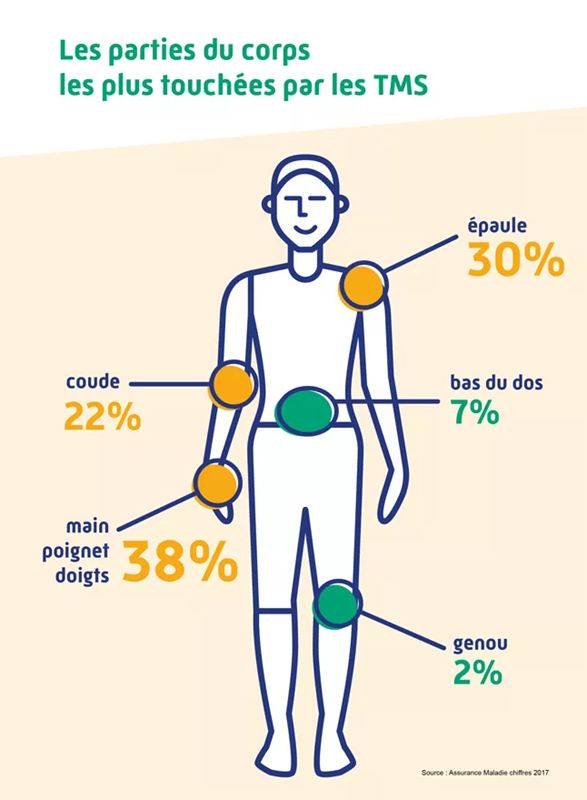 Les parties du corps
les plus touchées par les TMS
épaule
30%
coude
22%
bas du dos
7%
main
poignet
doigts
38%
genou
2%
Source : Assurance Maladie chiffres 2017